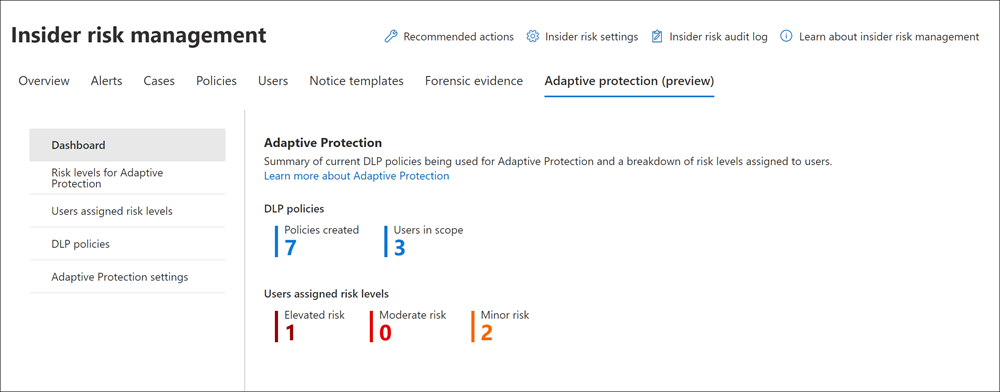 Insider risk management
Recommended actions
Insider risk settings
Insider risk audit log
Learn about insider risk management
Overview
Alerts
Cases
Policies
Users
Notice templates
Forensic evidence
Adaptive protection (preview)
Dashboard
Risk levels for Adaptive
Protection
Users assigned risk levels
DLP policies
Adaptive Protection settings
Adaptive Protection
Summary of current DLP policies being used for Adaptive Protection and a breakdown of risk levels assigned to users.
Learn more about Adaptive Protection
DLP policies
Policies created
7
Users in scope
3
Users assigned risk levels
Elevated risk
1
Moderate risk
0
Minor risk
2